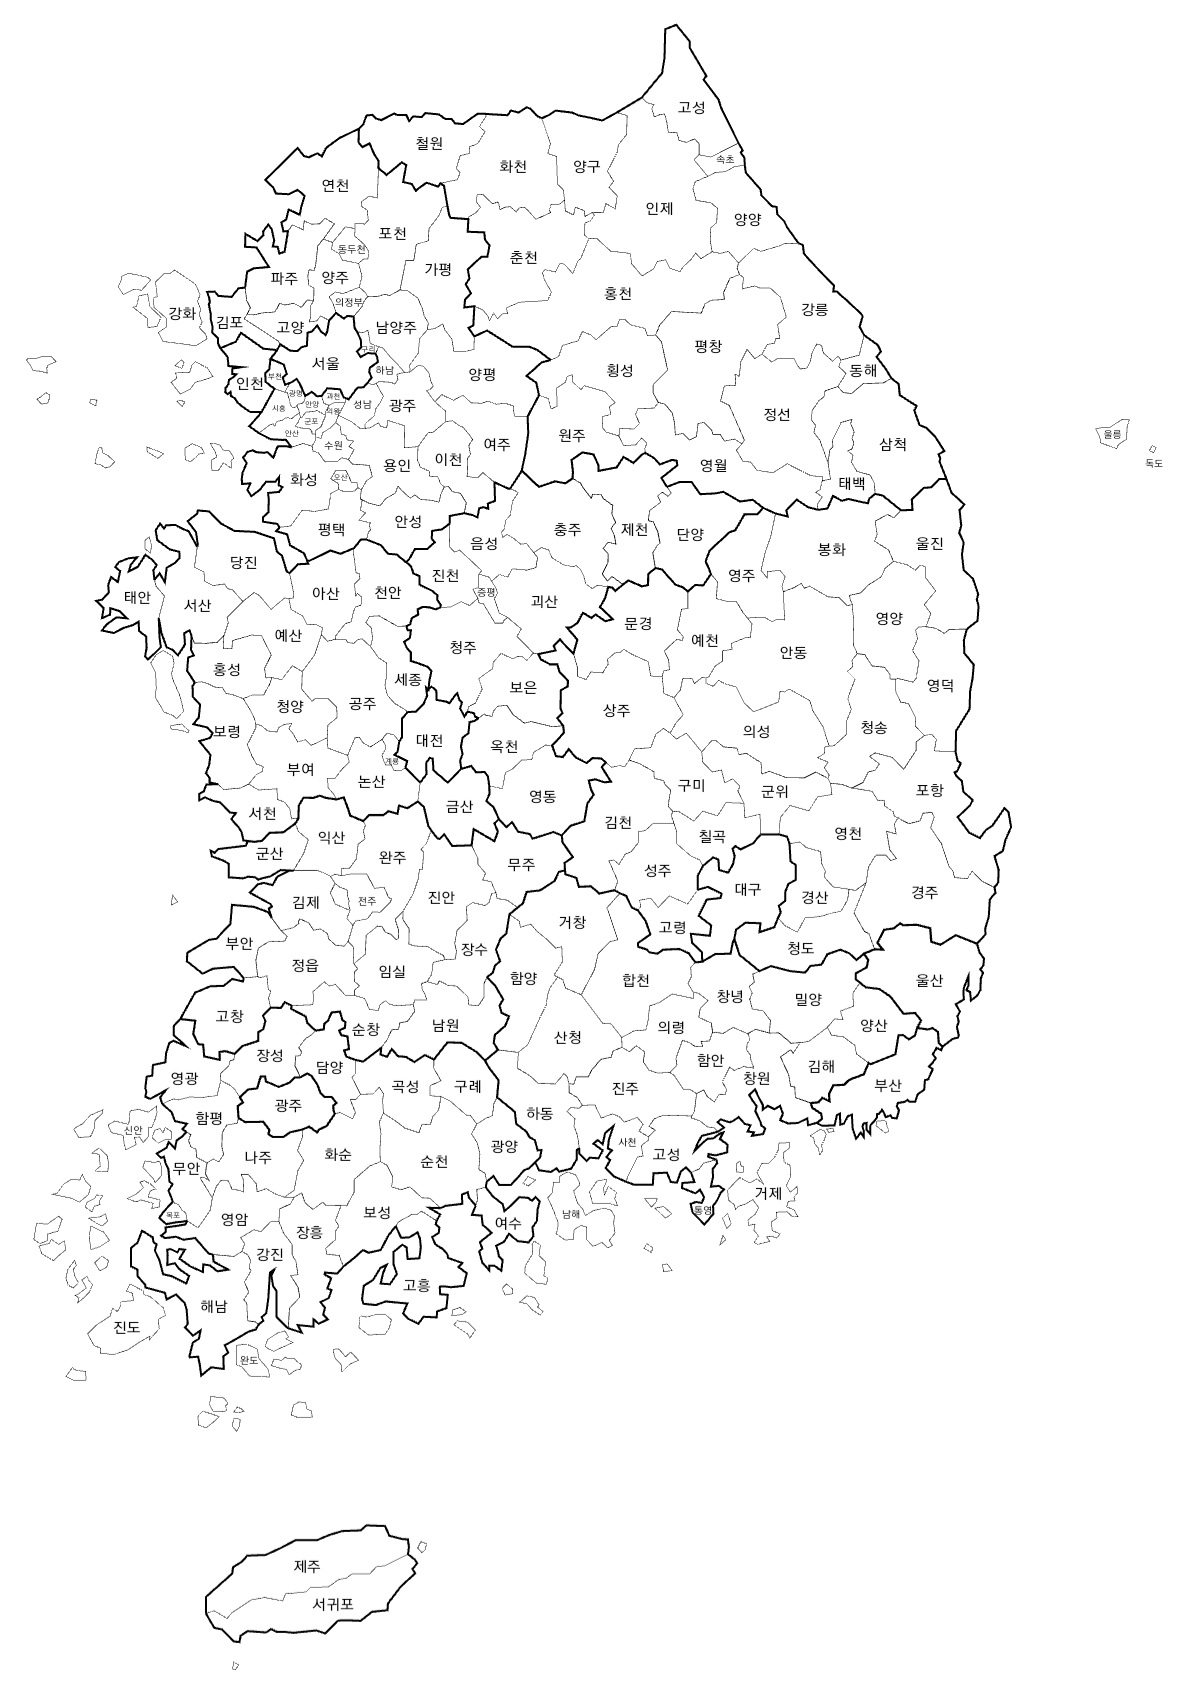 고성
철원
속초
화천
양구
연천
인제
양양
포천
동두천
춘천
가평
파주
양주
홍천
의정부
강릉
강화
김포
고양
남양주
평창
구리
서울
하남
횡성
동해
양평
부천
인천
광명
과천
안양
의왕
성남
광주
시흥
군포
정선
안산
원주
울릉
수원
여주
삼척
이천
독도
용인
영월
오산
화성
태백
안성
평택
충주
제천
단양
음성
울진
봉화
당진
진천
영주
아산
천안
증평
태안
서산
괴산
영양
문경
예산
예천
청주
안동
홍성
세종
영덕
보은
청양
공주
상주
보령
의성
청송
대전
옥천
계룡
부여
논산
구미
군위
포항
영동
금산
서천
김천
영천
익산
칠곡
군산
완주
무주
성주
대구
경주
진안
경산
김제
전주
거창
고령
부안
장수
청도
정읍
임실
함양
합천
울산
창녕
밀양
고창
순창
남원
의령
양산
산청
장성
함안
담양
김해
영광
창원
곡성
구례
진주
부산
광주
하동
함평
신안
사천
광양
나주
화순
고성
순천
무안
거제
통영
목포
영암
보성
남해
여수
장흥
강진
고흥
해남
진도
완도
제주
서귀포